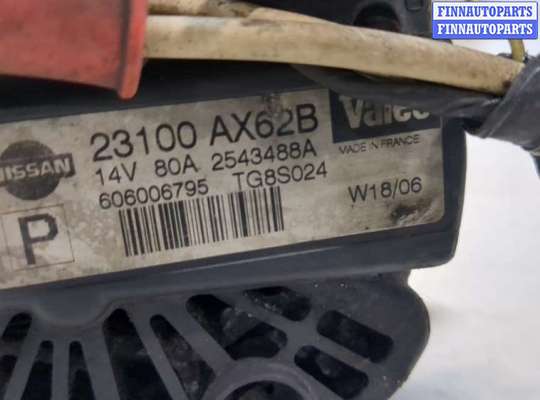 FINNAUTOPARTS
FINNAUTOPARTS
NISSAN
23100 AX62B
Valeo
MADE IN FRANCE
14V 80A 2543488A
606006795 TG8S024
W18/06
P